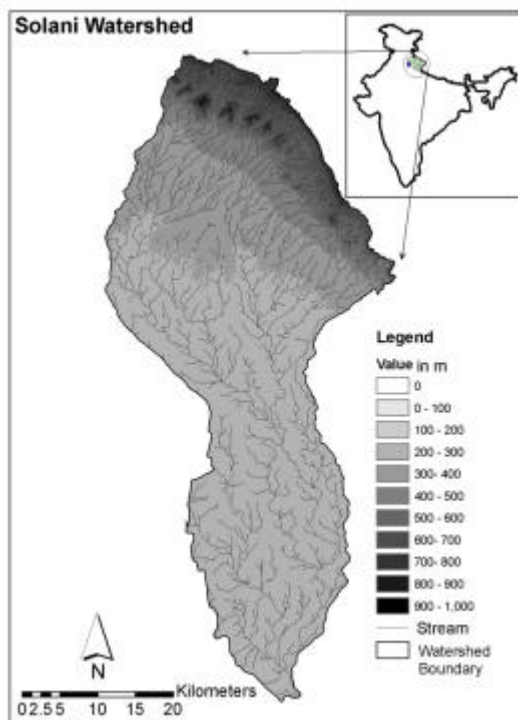 Solani Watershed
Legend
Value in m
0
0 - 100
100 - 200
200 - 300
300- 400
400 - 500
500 - 600
600 - 700
700- 800
800 - 900
900 - 1,000
Stream
Watershed
Boundary
N
Kilometers
0 2.5 5 10 15 20